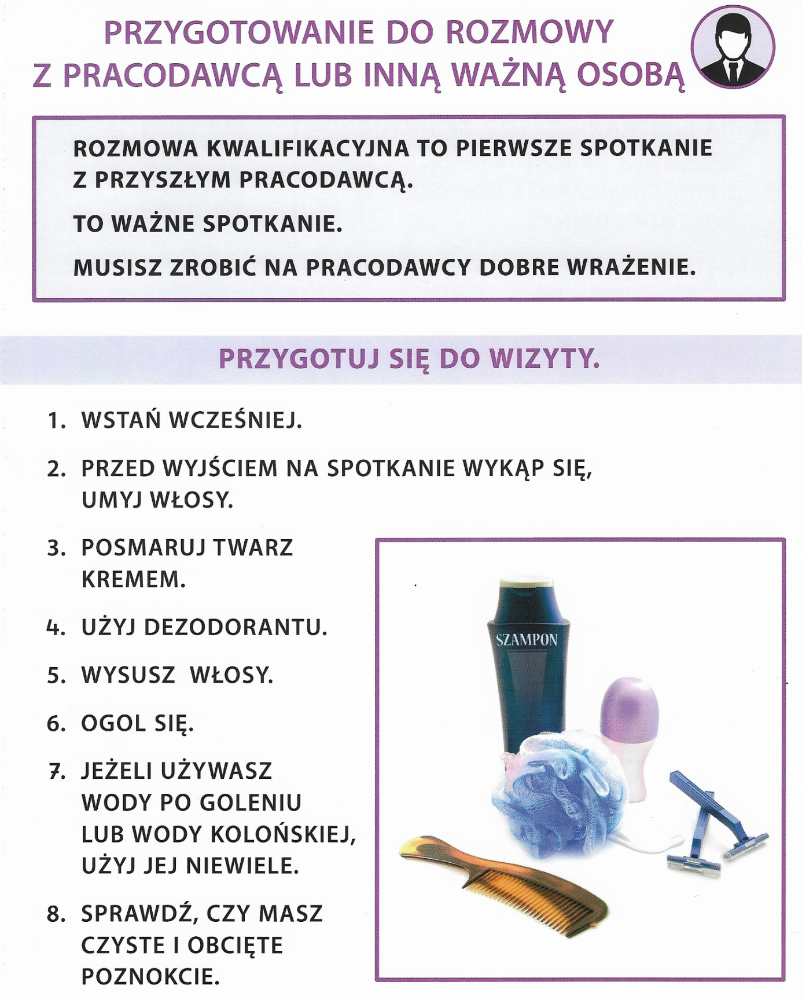 PRZYGOTOWANIE DO ROZMOWY
Z PRACODAWCĄ LUB INNĄ WAŻNĄ OSOBĄ
ROZMOWA KWALIFIKACYJNA TO PIERWSZE SPOTKANIE
Z PRZYSZŁYM PRACODAWCĄ.
TO WAŻNE SPOTKANIE.
MUSISZ ZROBIĆ NA PRACODAWCY DOBRE WRAŻENIE.
PRZYGOTUJ SIĘ DO WIZYTY.
1. WSTAŃ WCZEŚNIEJ.
2. PRZED WYJŚCIEM NA SPOTKANIE WYKĄP SIĘ,
UMYJ WŁOSY.
3. POSMARUJ TWARZ
KREMEM.
4. UŻYJ DEZODORANTU.
5. WYSUSZ WŁOSY.
6. OGOL SIĘ.
7. JEŻELI UŻYWASZ
WODY PO GOLENIU
LUB WODY KOLOŃSKIEJ,
UŻYJ JEJ NIEWIELE.
8. SPRAWDŹ, CZY MASZ
CZYSTE I OBCIĘTE
POZNOKCIE.
SZAMPON